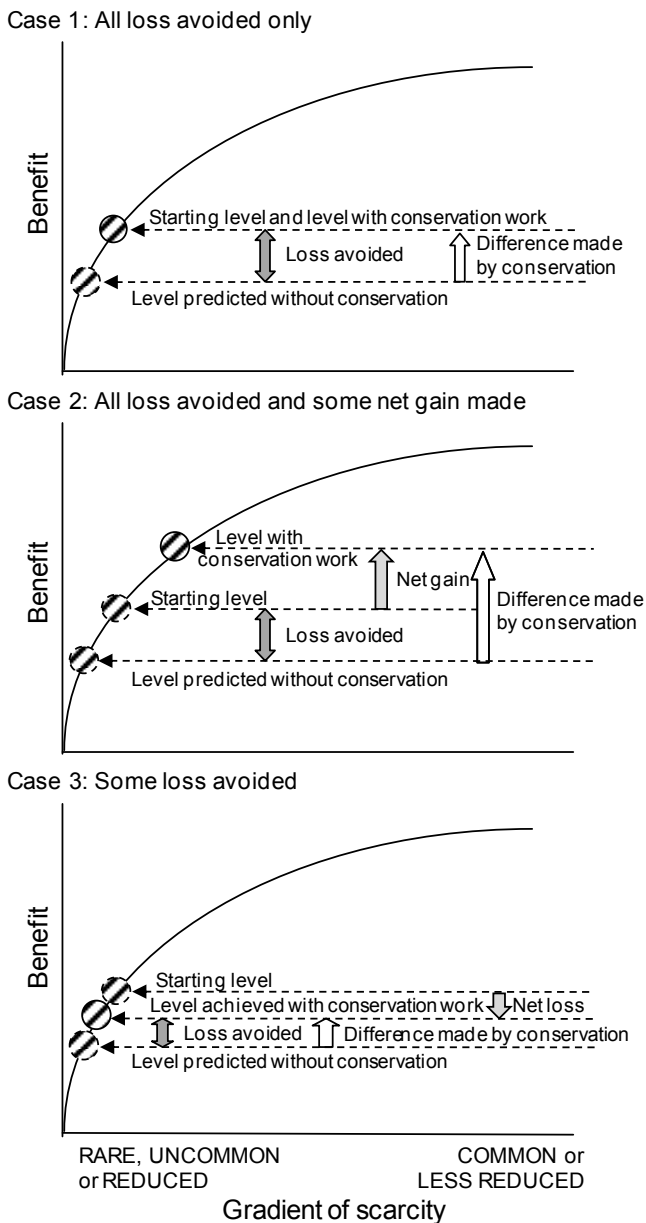 Case 1: All loss avoided only
Benefit
Starting level and level with conservation work
Loss avoided
Difference made
by conservation
Level predicted without conservation
Case 2: All loss avoided and some net gain made
Benefit
Level with
conservation work
Net gain
Starting level
Difference made
by conservation
Loss avoided
Level predicted without conservation
Case 3: Some loss avoided
Benefit
Starting level
Level achieved with conservation work
Net loss
Loss avoided
Difference made by conservation
Level predicted without conservation
RARE, UNCOMMON
or REDUCED
COMMON or
LESS REDUCED
Gradient of scarcity